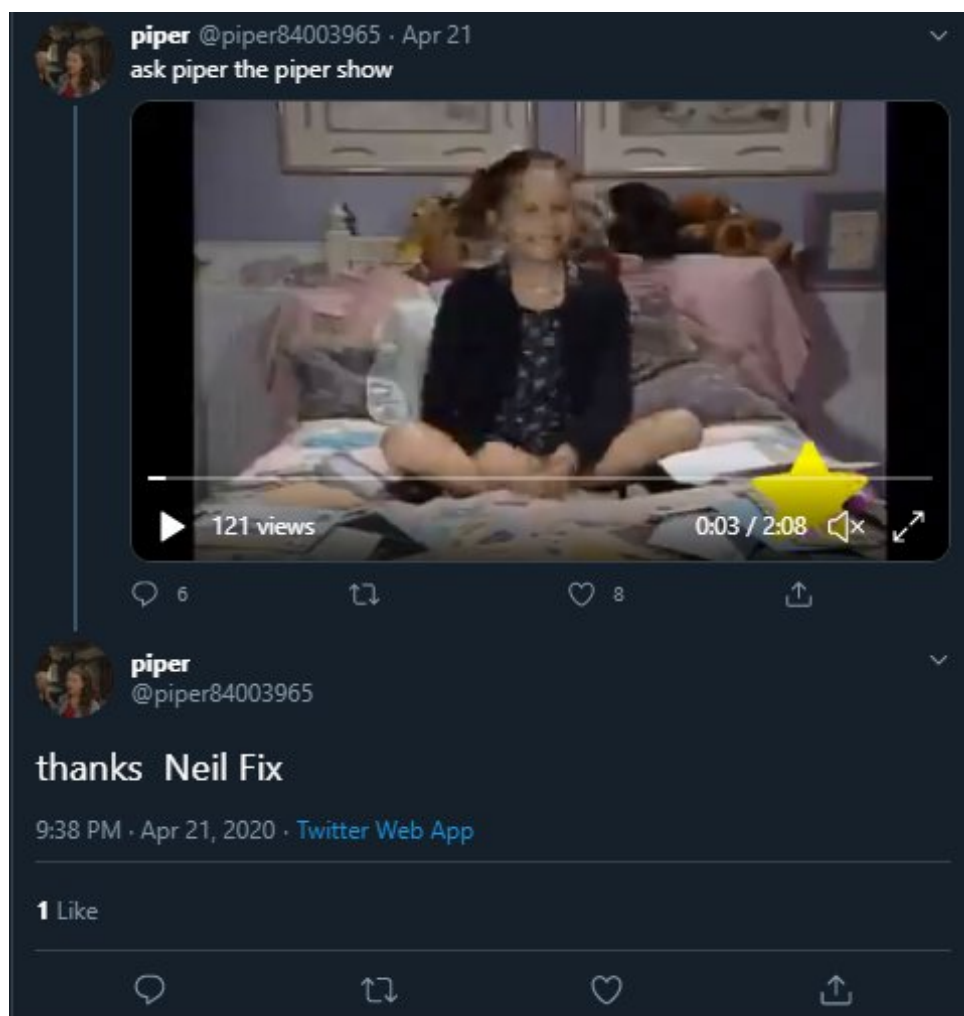 piper @piper84003965 · Apr 21
ask piper the piper show
121 views
0:03 / 2:08
6
8
piper
@piper84003965
thanks  Neil Fix
9:38 PM · Apr 21, 2020 · Twitter Web App
1 Like